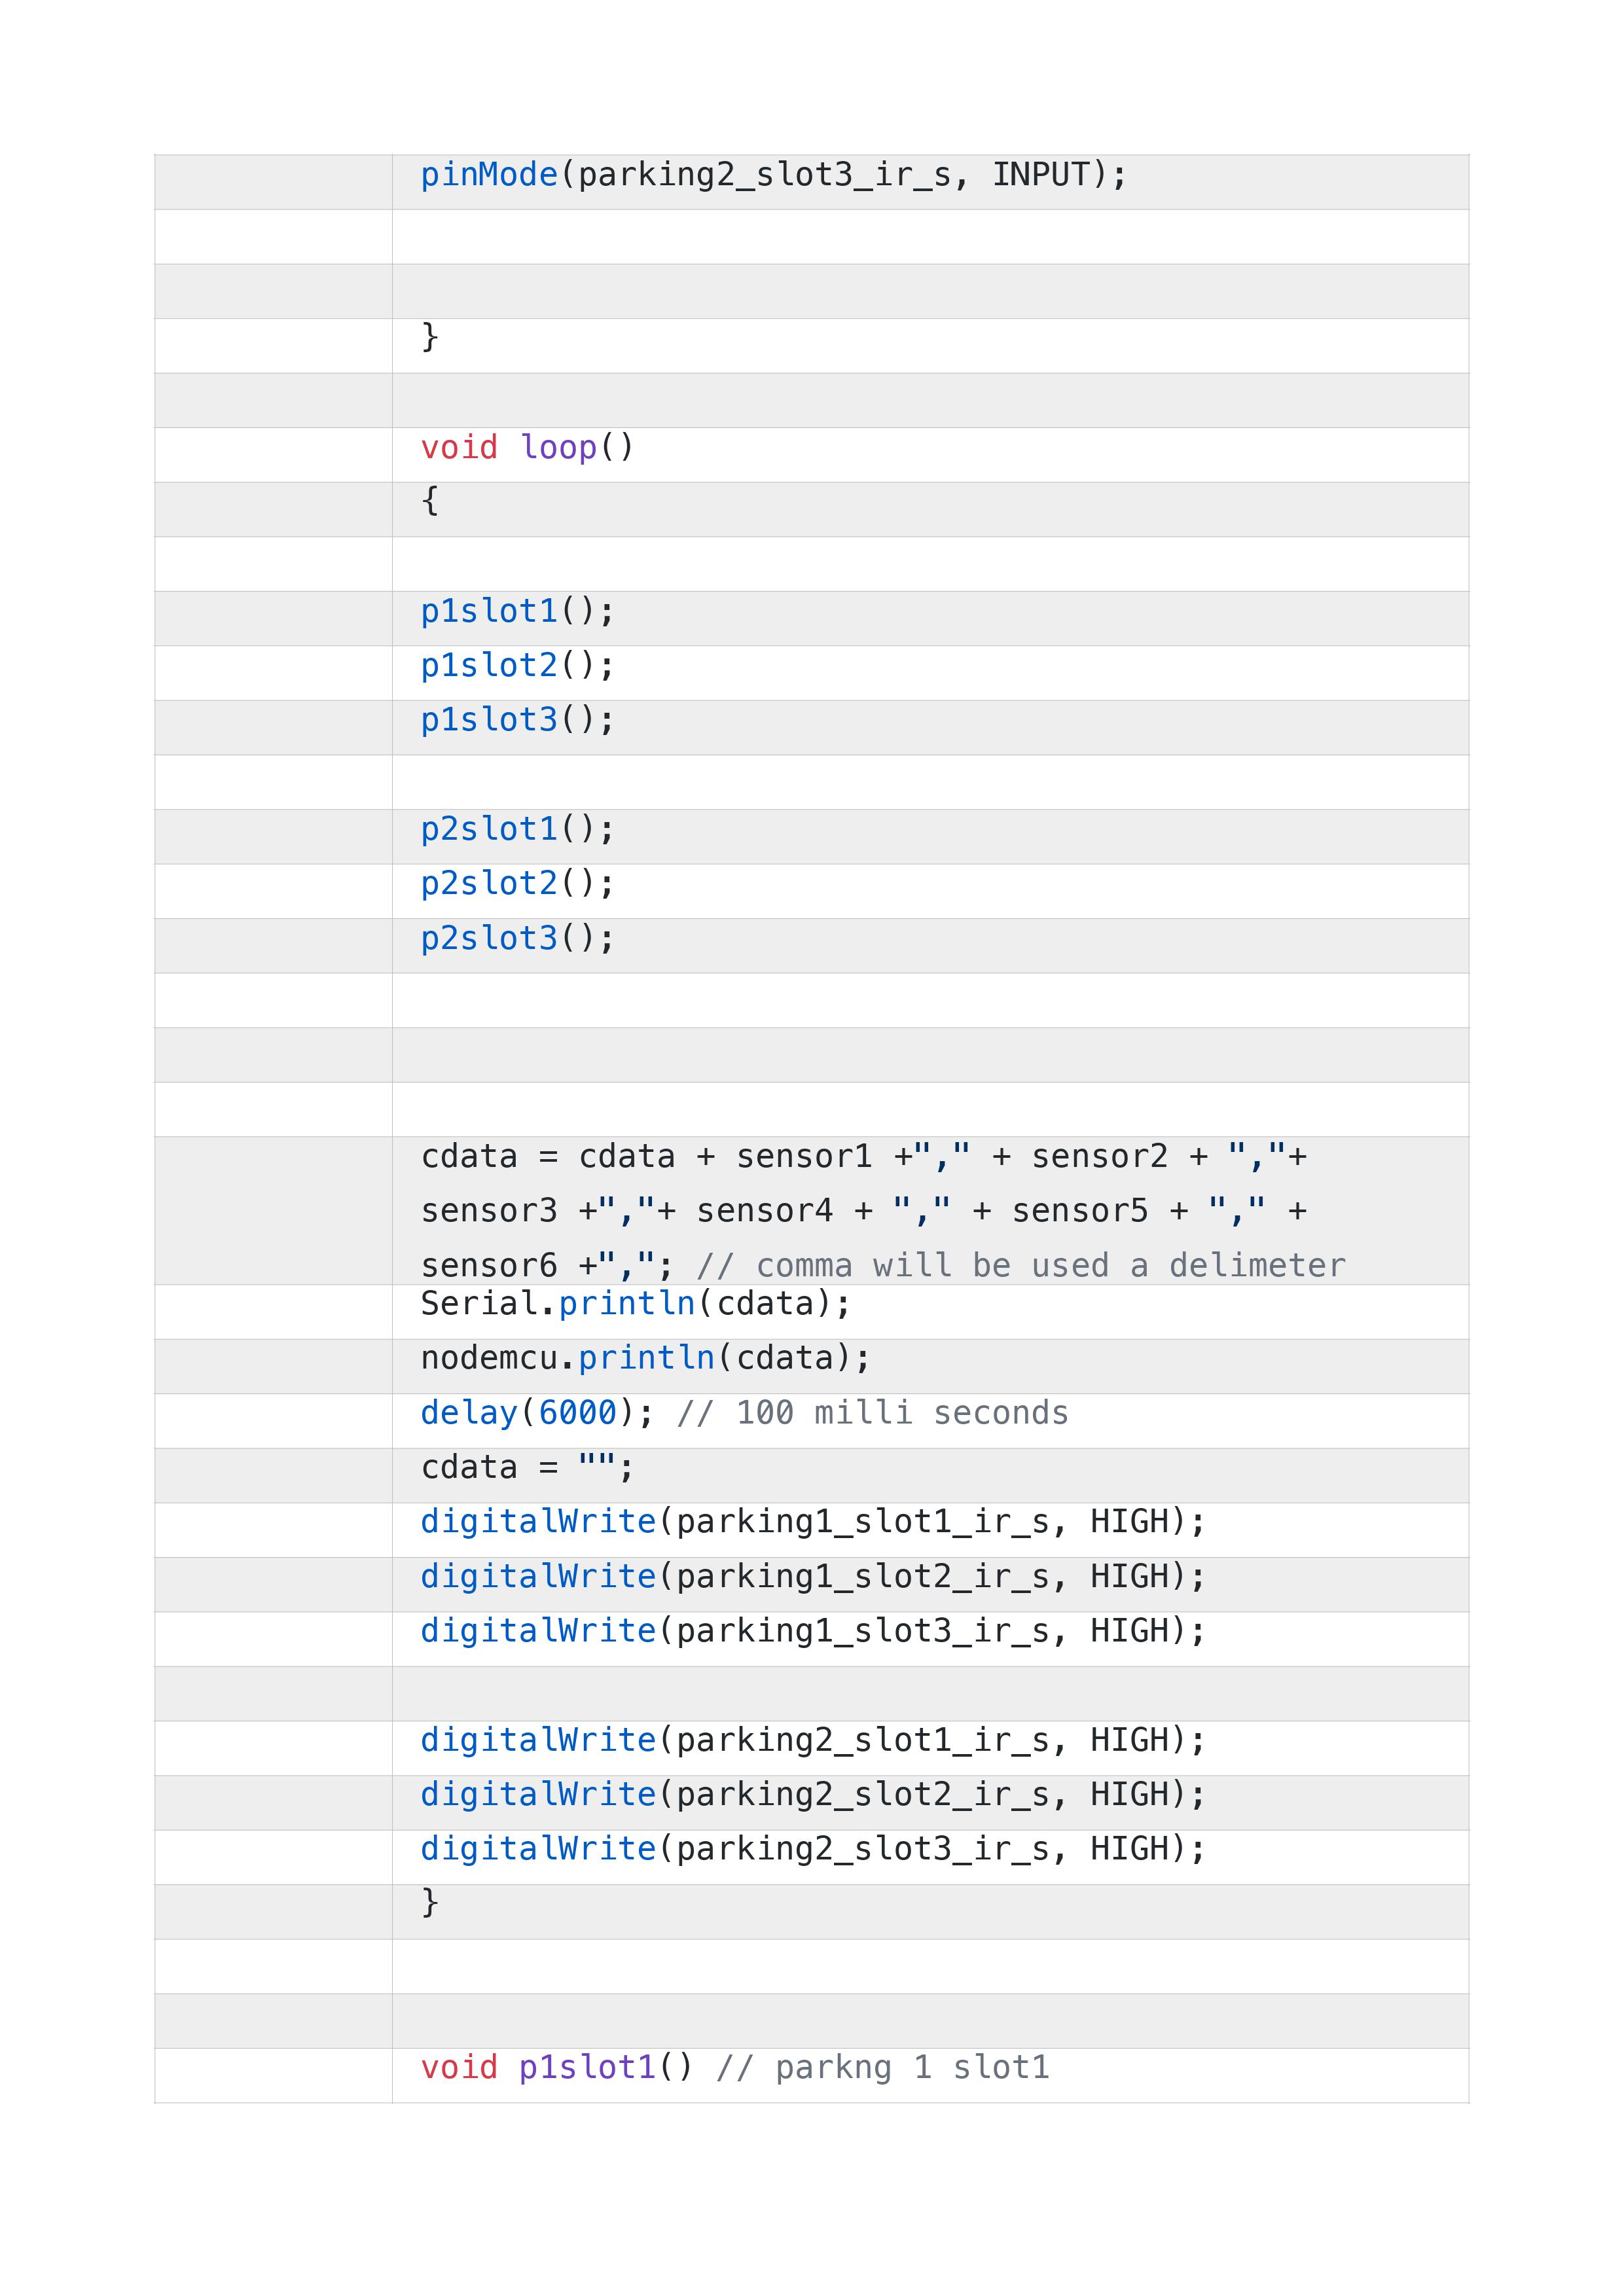 pinMode(parking2_slot3_ir_s, INPUT);
}
void loop()
{
p1slot1();
p1slot2();
p1slot3();
p2slot1();
p2slot2();
p2slot3();
cdata = cdata + sensor1 +"," + sensor2 + ","+
sensor3 +","+ sensor4 + "," + sensor5 + "," +
sensor6 +","; // comma will be used a delimeter
Serial.println(cdata);
nodemcu.println(cdata);
delay(6000); // 100 milli seconds
cdata = "";
digitalWrite(parking1_slot1_ir_s, HIGH);
digitalWrite(parking1_slot2_ir_s, HIGH);
digitalWrite(parking1_slot3_ir_s, HIGH);
digitalWrite(parking2_slot1_ir_s, HIGH);
digitalWrite(parking2_slot2_ir_s, HIGH);
digitalWrite(parking2_slot3_ir_s, HIGH);
}
void p1slot1() // parkng 1 slot1